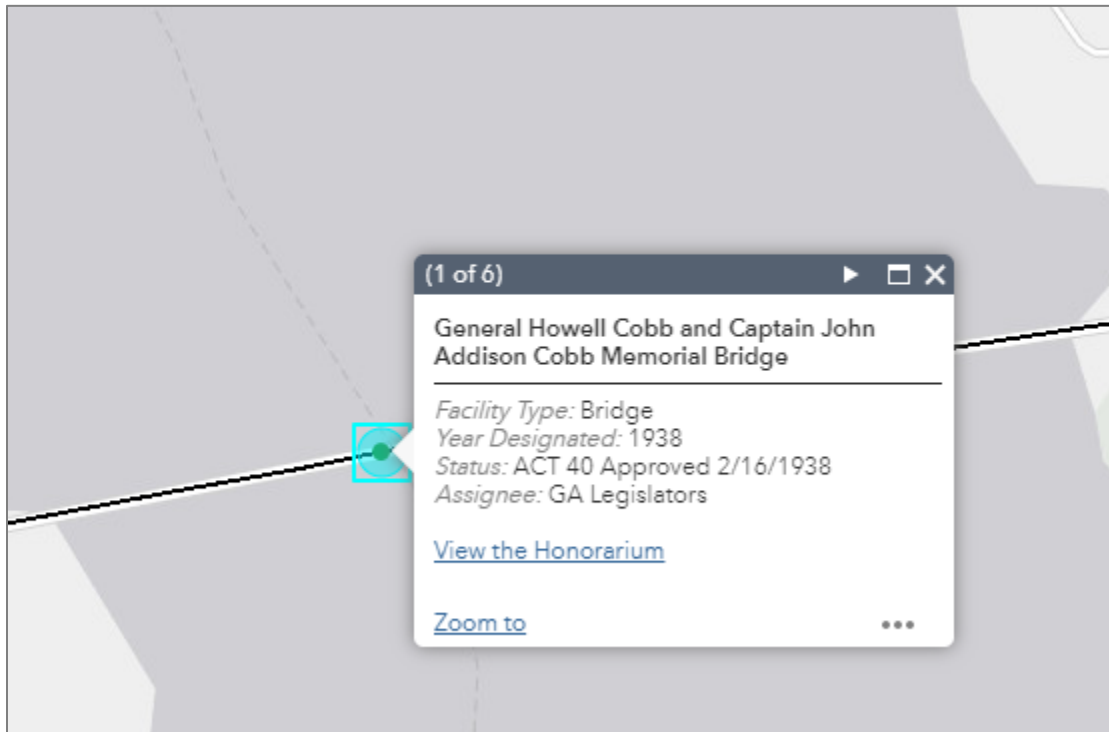 (1 of 6)
General Howell Cobb and Captain John
Addison Cobb Memorial Bridge
Facility Type: Bridge
Year Designated: 1938
Status: ACT 40 Approved 2/16/1938
Assignee: GA Legislators
View the Honorarium
Zoom to